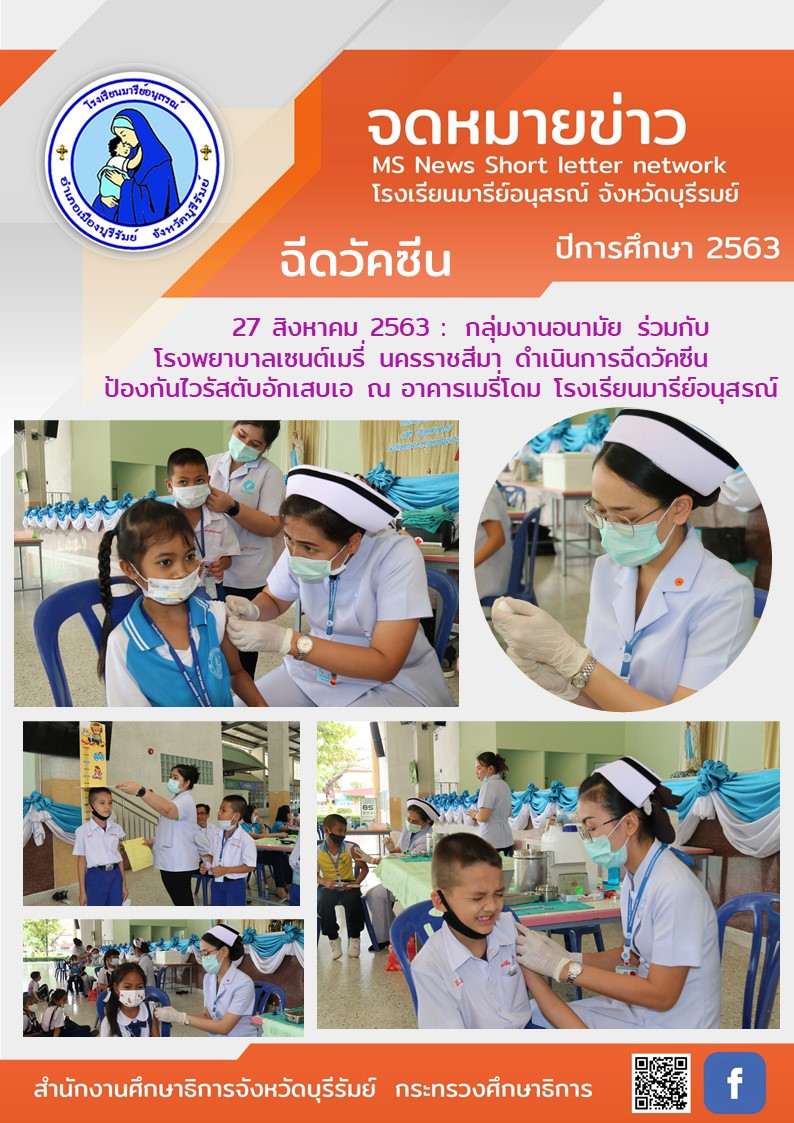 โรงเรียนมารีย์อนุสรณ์
อำเภอเมืองบุรีรัมย์ จังหวัดบุรีรัมย์
จดหมายข่าว
MS News Short letter network
โรงเรียนมารีย์อนุสรณ์ จังหวัดบุรีรมย์
ฉีดวัคซีน
ปีการศึกษา 2563
27 สิงหาคม 2563 : กลุ่มงานอนามัย ร่วมกับ
โรงพยาบาลเซนต์เมรี่ นครราชสีมา ดำเนินการฉีดวัคซีน
ป้องกันไวรัสตับอักเสบเอ ณ อาคารเมรี่โดม โรงเรียนมารีย์อนุสรณ์
สำนักงานศึกษาธิการจังหวัดบุรีรัมย์ กระทรวงศึกษาธิการ
f